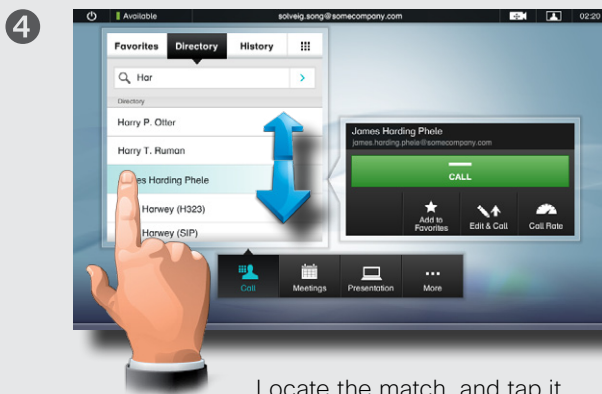 4
Available solveig.song@somecompany.com 02:20
Favorites Directory History
Har
Directory
Harry P. Otter
Harry T. Ruman
es Harding Phele
Harwey (H323)
Harwey (SIP)
James Harding Phele
james.harding.phele@somecompany.com
CALL
Add to
Favorites
Edit & Call
Call Rate
Call Meetings Presentation More
Locate the match, and tap it